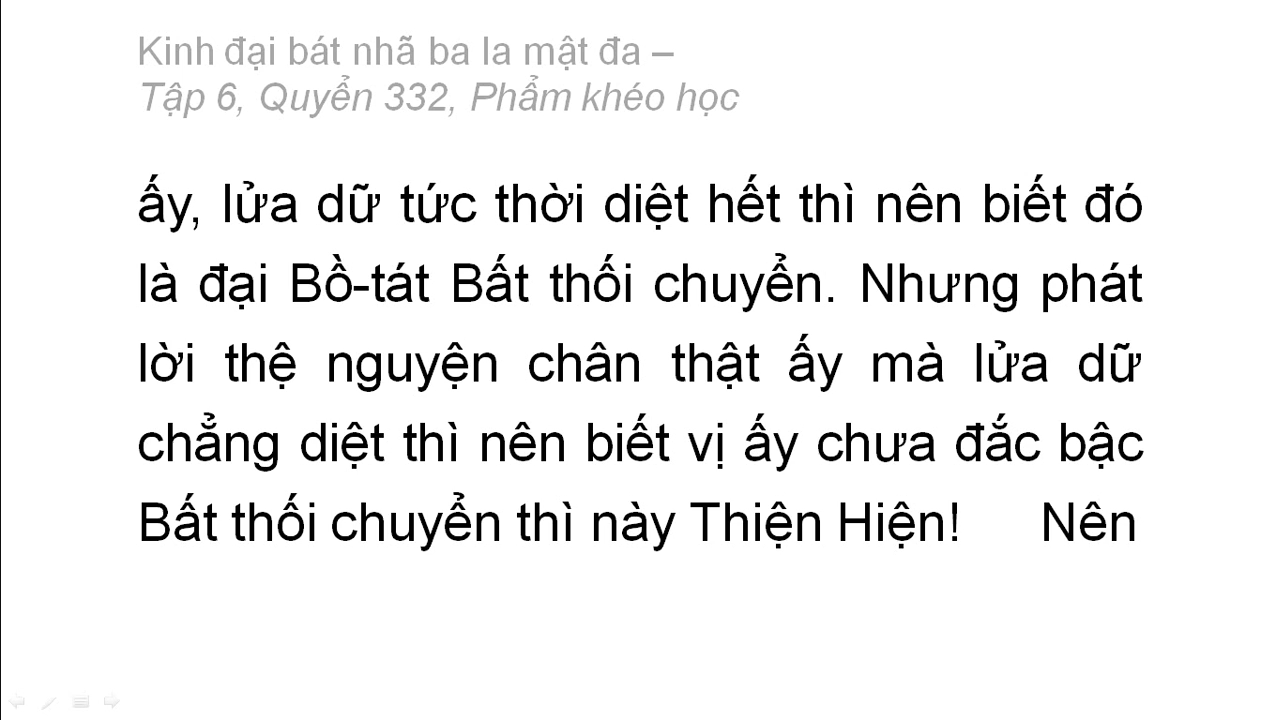 Kinh đại bát nhã ba la mật đa –
Tập 6, Quyển 332, Phẩm khéo học
ấy, lửa dữ tức thời diệt hết thì nên biết đó
là đại Bồ-tát Bất thối chuyển. Nhưng phát
lời thệ nguyện chân thật ấy mà lửa dữ
chẳng diệt thì nên biết vị ấy chưa đắc bậc
Bất thối chuyển thì này Thiện Hiện! Nên